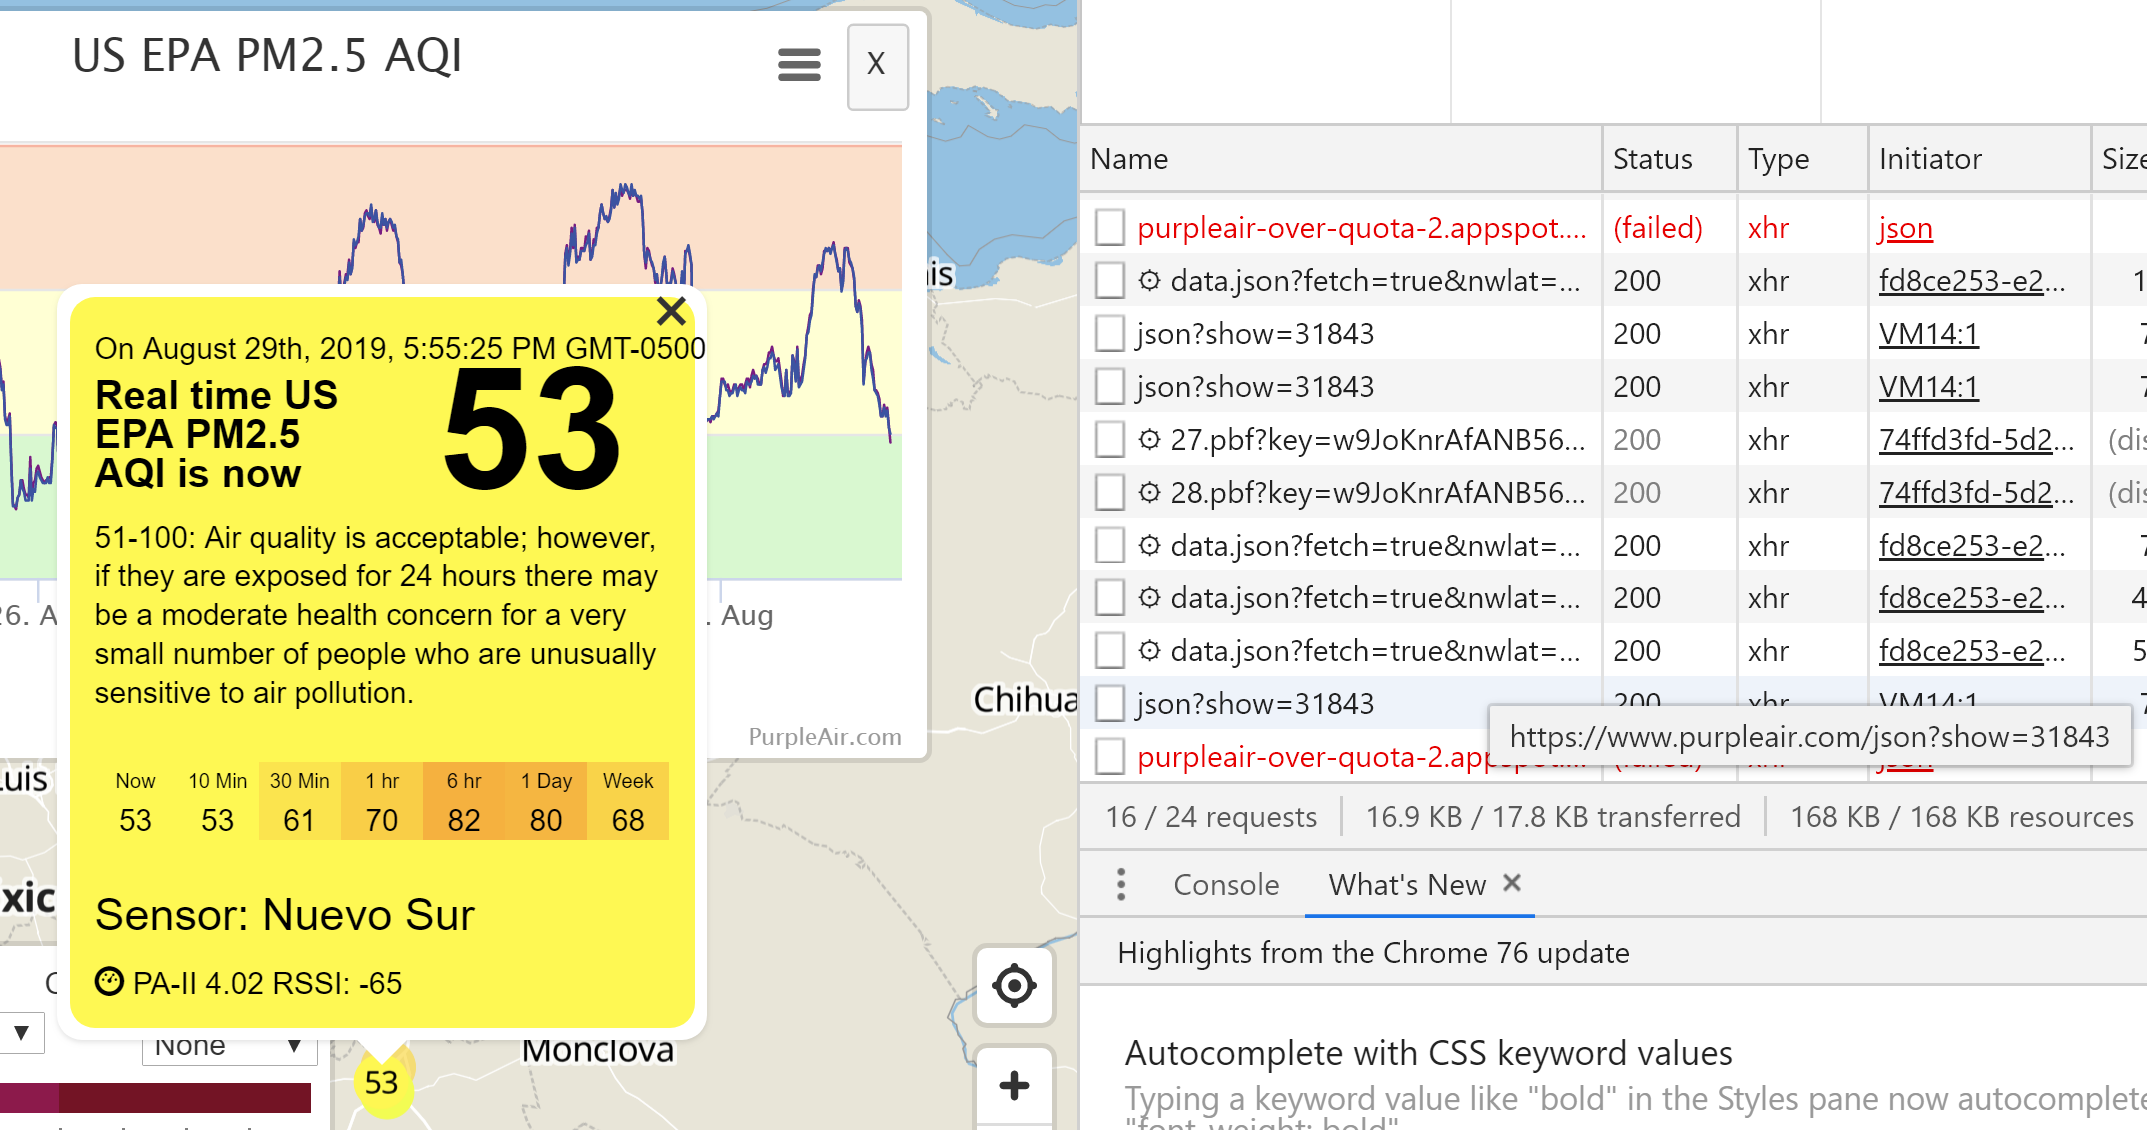 US EPA PM2.5 AQI
X
26. A
. Aug
PurpleAir.com
On August 29th, 2019, 5:55:25 PM GMT-0500
Real time US
EPA PM2.5
AQI is now
53
51-100: Air quality is acceptable; however,
if they are exposed for 24 hours there may
be a moderate health concern for a very
small number of people who are unusually
sensitive to air pollution.
Now 10 Min 30 Min 1 hr 6 hr 1 Day Week
53 53 61 70 82 80 68
Sensor: Nuevo Sur
PA-II 4.02 RSSI: -65
None
53
Monclova
Chihua
is
Luis
xic
Name Status Type Initiator Size
purpleair-over-quota-2.appspot.... (failed) xhr json
data.json?fetch=true&nwlat=... 200 xhr fd8ce253-e2... 1
json?show=31843 200 xhr VM14:1 7
json?show=31843 200 xhr VM14:1 7
27.pbf?key=w9JoKnrAfANB56... 200 xhr 74ffd3fd-5d2... (dis
28.pbf?key=w9JoKnrAfANB56... 200 xhr 74ffd3fd-5d2... (dis
data.json?fetch=true&nwlat=... 200 xhr fd8ce253-e2... 7
data.json?fetch=true&nwlat=... 200 xhr fd8ce253-e2... 4
data.json?fetch=true&nwlat=... 200 xhr fd8ce253-e2... 5
json?show=31843 200 xhr VM14:1 7
https://www.purpleair.com/json?show=31843
purpleair-over-quota-2.appspot.... (failed) xhr json
16 / 24 requests 16.9 KB / 17.8 KB transferred 168 KB / 168 KB resources
Console What's New
Highlights from the Chrome 76 update
Autocomplete with CSS keyword values
Typing a keyword value like "bold" in the Styles pane now autocomplete
"font-weight: bold"